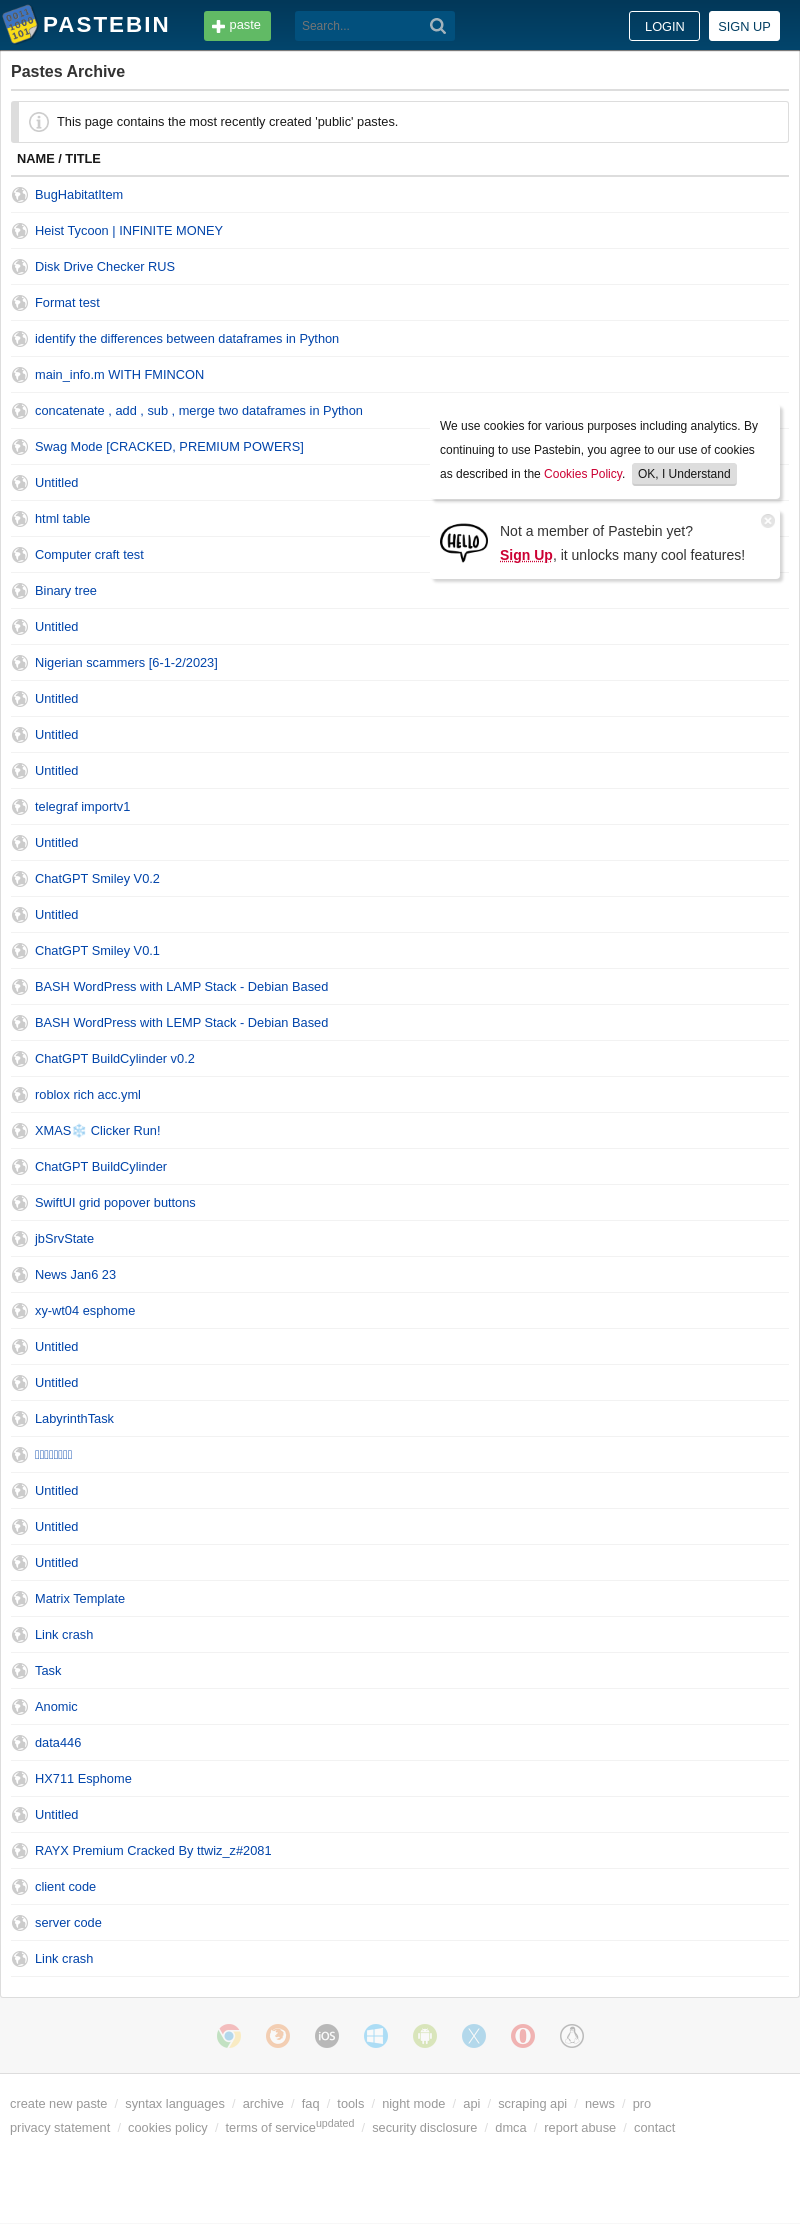 PASTEBIN
paste
Search...
LOGIN
SIGN UP
Pastes Archive
This page contains the most recently created 'public' pastes.
NAME / TITLE
BugHabitatItem
Heist Tycoon | INFINITE MONEY
Disk Drive Checker RUS
Format test
identify the differences between dataframes in Python
main_info.m WITH FMINCON
concatenate , add , sub , merge two dataframes in Python
Swag Mode [CRACKED, PREMIUM POWERS]
Untitled
html table
Computer craft test
We use cookies for various purposes including analytics. By
continuing to use Pastebin, you agree to our use of cookies
as described in the Cookies Policy. OK, I Understand
HELLO
Not a member of Pastebin yet?
Sign Up, it unlocks many cool features!
Binary tree
Untitled
Nigerian scammers [6-1-2/2023]
Untitled
Untitled
Untitled
telegraf importv1
Untitled
ChatGPT Smiley V0.2
Untitled
ChatGPT Smiley V0.1
BASH WordPress with LAMP Stack - Debian Based
BASH WordPress with LEMP Stack - Debian Based
ChatGPT BuildCylinder v0.2
roblox rich acc.yml
XMAS❄️ Clicker Run!
ChatGPT BuildCylinder
SwiftUI grid popover buttons
jbSrvState
News Jan6 23
xy-wt04 esphome
Untitled
Untitled
LabyrinthTask
Untitled
Untitled
Untitled
Matrix Template
Link crash
Task
Anomic
data446
HX711 Esphome
Untitled
RAYX Premium Cracked By ttwiz_z#2081
client code
server code
Link crash
iOS
create new paste / syntax languages / archive / faq / tools / night mode / api / scraping api / news / pro
privacy statement / cookies policy / terms of serviceupdated / security disclosure / dmca / report abuse / contact